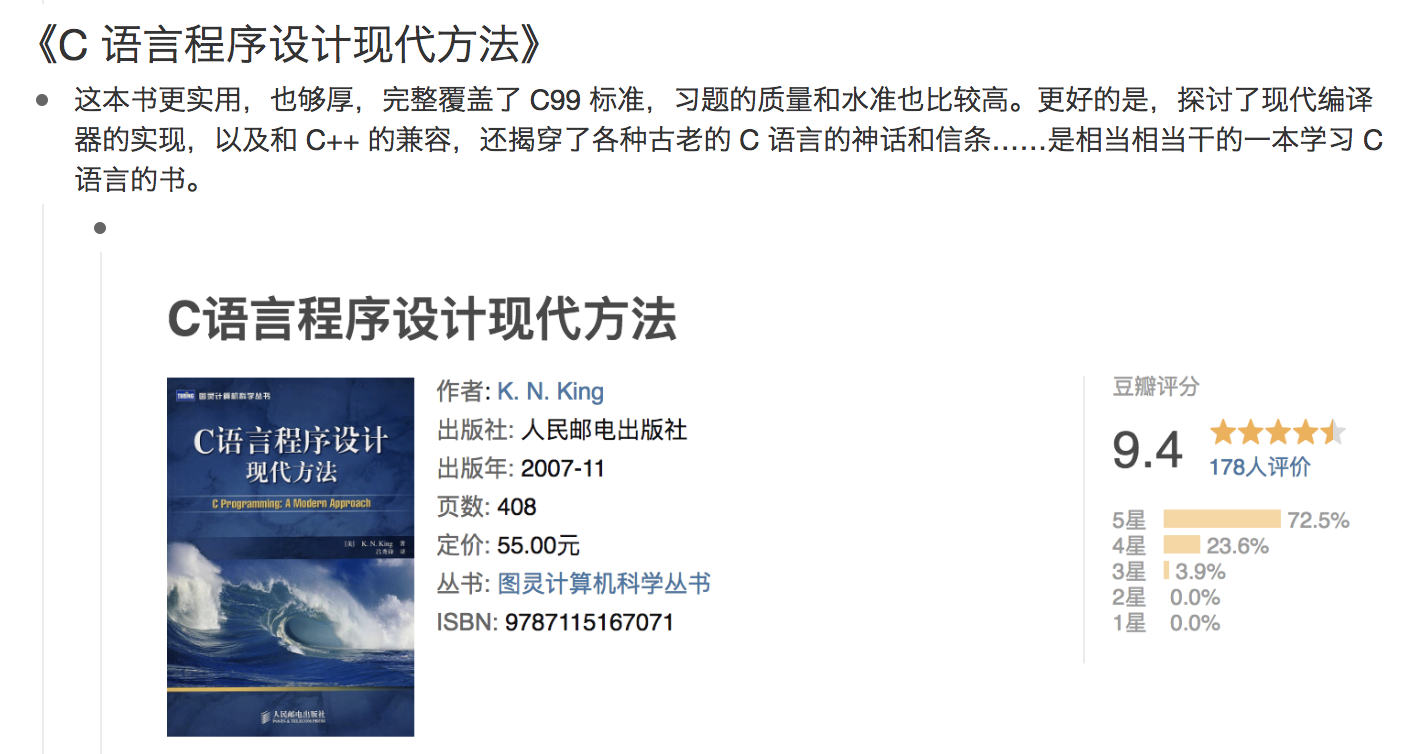 《C 语言程序设计现代方法》
这本书更实用，也够厚，完整覆盖了 C99 标准，习题的质量和水准也比较高。更好的是，探讨了现代编译
器的实现，以及和 C++ 的兼容，还揭穿了各种古老的 C 语言的神话和信条……是相当相当干的一本学习 C
语言的书。
C语言程序设计现代方法
TURING 图灵计算机科学丛书
C语言程序设计
现代方法
C Programming: A Modern Approach
[美] K. N. King 著
吕秀锋 译
人民邮电出版社
POSTS & TELECOM PRESS
作者: K. N. King
出版社: 人民邮电出版社
出版年: 2007-11
页数: 408
定价: 55.00元
丛书: 图灵计算机科学丛书
ISBN: 9787115167071
豆瓣评分
9.4
178人评价
5星 72.5%
4星 23.6%
3星 3.9%
2星 0.0%
1星 0.0%